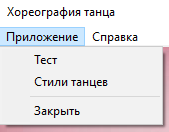 Хореография танца
Приложение Справка
Тест
Стили танцев
Закрыть